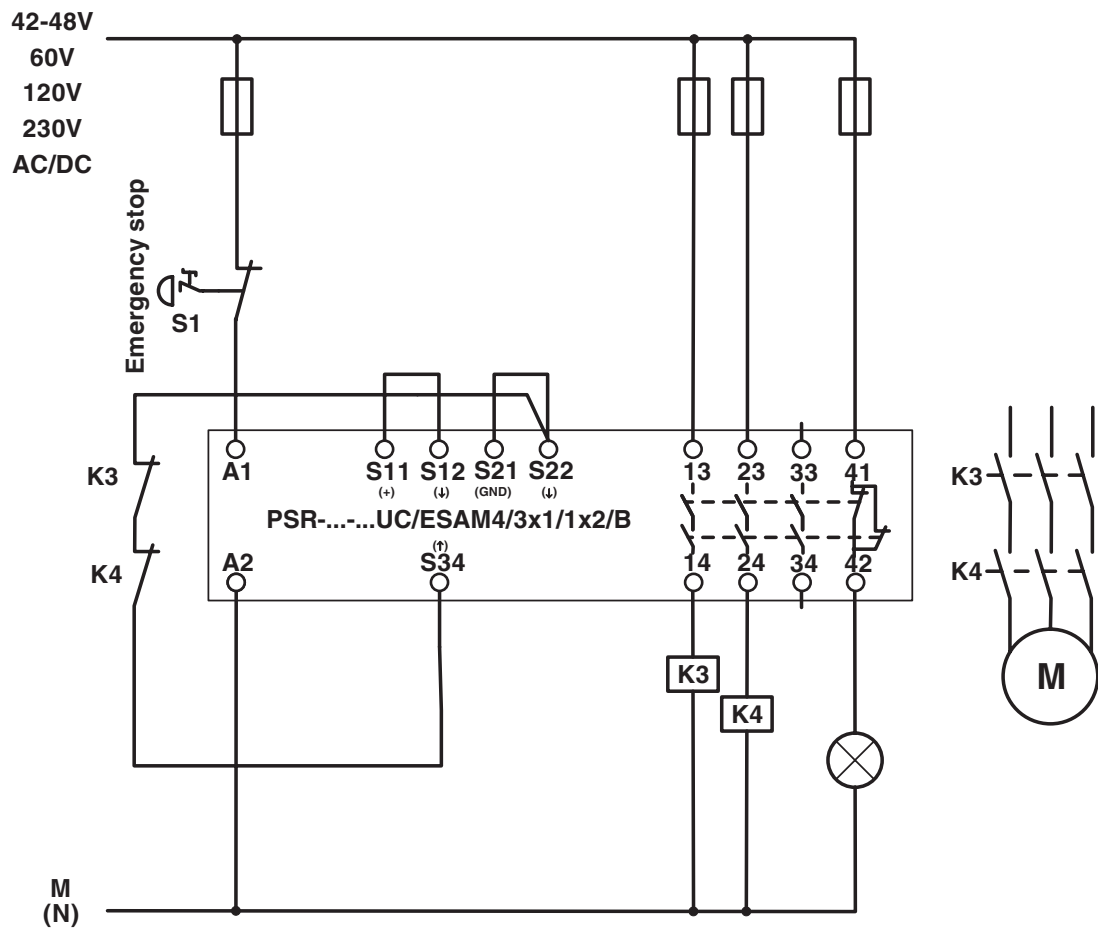 42-48V
60V
120V
230V
AC/DC
Emergency stop
S1
K3
K4
A1
S11
S12
S21
S22
13
23
33
41
(+)
(↓)
(GND)
(↓)
PSR-...-...UC/ESAM4/3x1/1x2/B
A2
(↑)
S34
14
24
34
42
K3
K4
K3
K4
M
M
(N)